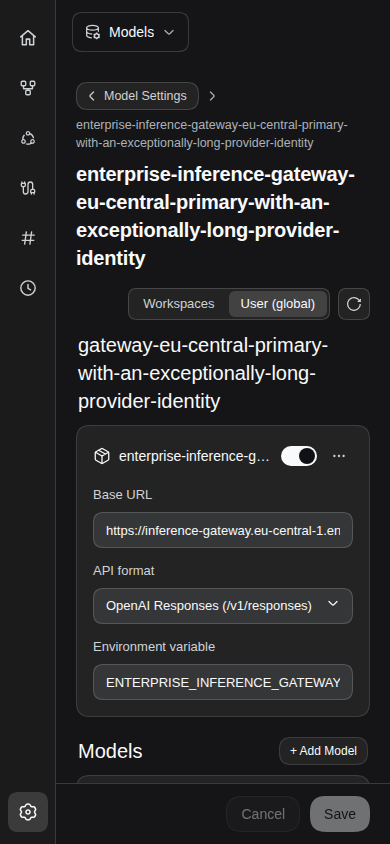 Models
Model Settings
enterprise-inference-gateway-eu-central-primary-
with-an-exceptionally-long-provider-identity
enterprise-inference-gateway-
eu-central-primary-with-an-
exceptionally-long-provider-
identity
Workspaces
User (global)
gateway-eu-central-primary-
with-an-exceptionally-long-
provider-identity
enterprise-inference-g...
Base URL
https://inference-gateway.eu-central-1.en
API format
OpenAI Responses (/v1/responses)
Environment variable
ENTERPRISE_INFERENCE_GATEWAY
Models
+ Add Model
Cancel
Save